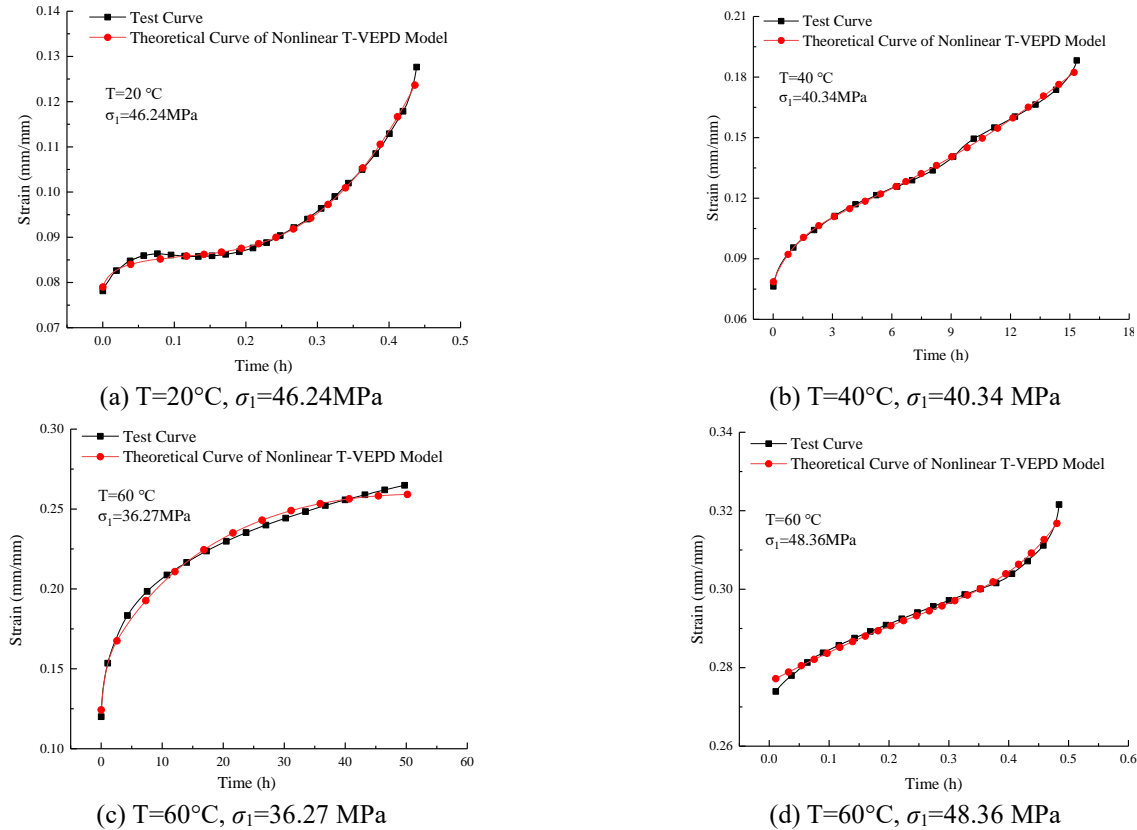 Test Curve
Theoretical Curve of Nonlinear T-VEPD Model
T=20 ℃
σ1=46.24MPa
Strain (mm/mm)
0.14
0.13
0.12
0.11
0.10
0.09
0.08
0.07
0.0 0.1 0.2 0.3 0.4 0.5
Time (h)
(a) T=20°C, σ1=46.24MPa
Test Curve
Theoretical Curve of Nonlinear T-VEPD Model
T=40 ℃
σ1=40.34MPa
Strain (mm/mm)
0.21
0.18
0.15
0.12
0.09
0.06
0 3 6 9 12 15 18
Time (h)
(b) T=40°C, σ1=40.34 MPa
Test Curve
Theoretical Curve of Nonlinear T-VEPD Model
T=60 ℃
σ1=36.27MPa
Strain (mm/mm)
0.30
0.25
0.20
0.15
0.10
0 10 20 30 40 50 60
Time (h)
(c) T=60°C, σ1=36.27 MPa
Test Curve
Theoretical Curve of Nonlinear T-VEPD Model
T=60 ℃
σ1=48.36MPa
Strain (mm/mm)
0.34
0.32
0.30
0.28
0.26
0.0 0.1 0.2 0.3 0.4 0.5 0.6
Time (h)
(d) T=60°C, σ1=48.36 MPa